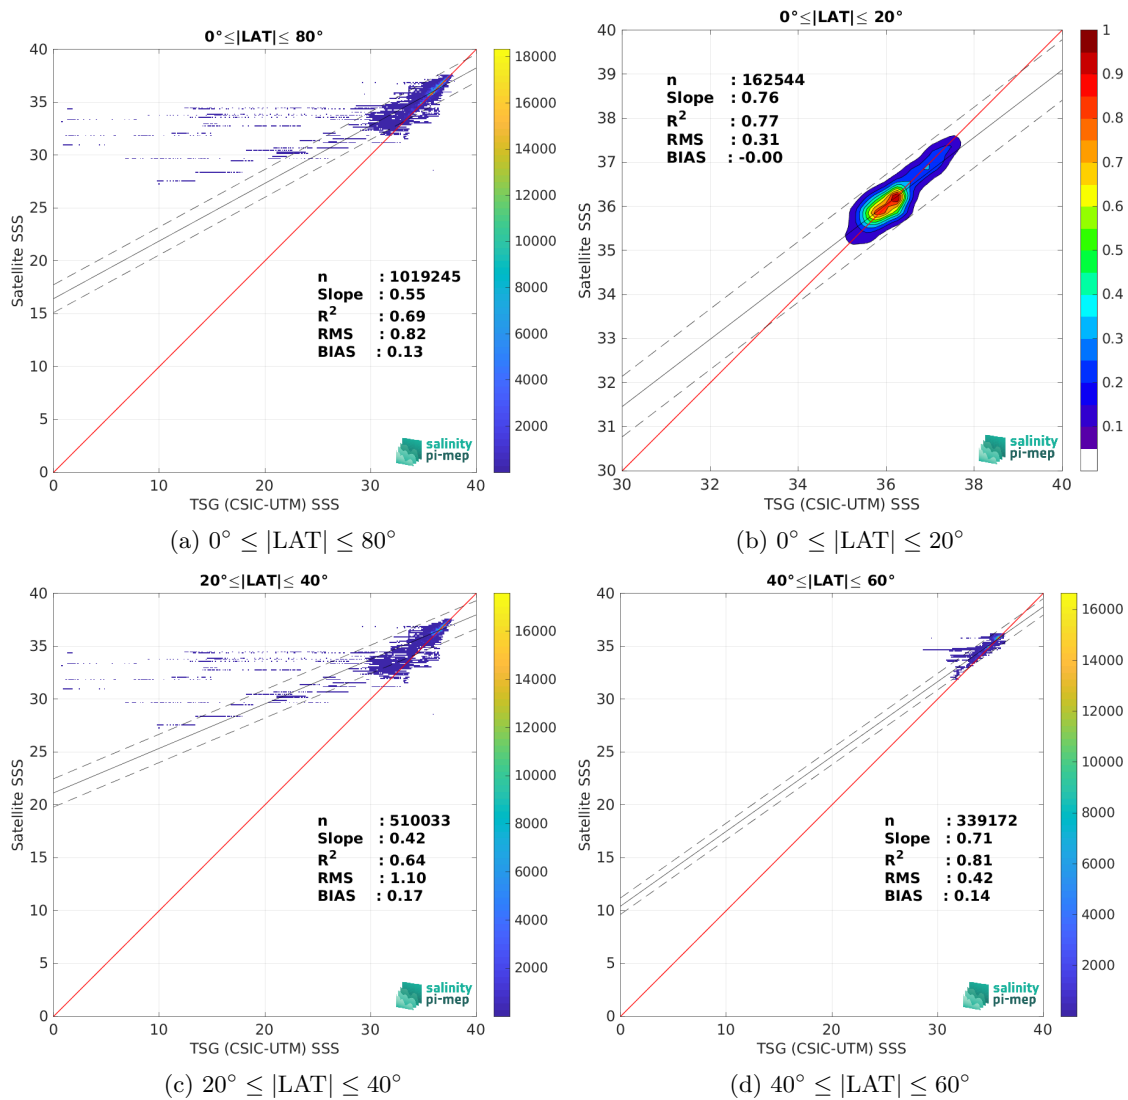 0°≤|LAT|≤ 80°
40
35
30
25
20
15
10
5
0
Satellite SSS
n : 1019245
Slope : 0.55
R² : 0.69
RMS : 0.82
BIAS : 0.13
salinity
pi-mep
0 10 20 30 40
TSG (CSIC-UTM) SSS
18000
16000
14000
12000
10000
8000
6000
4000
2000
(a) 0° ≤ |LAT| ≤ 80°
0°≤|LAT|≤ 20°
40
39
38
37
36
35
34
33
32
31
30
Satellite SSS
n : 162544
Slope : 0.76
R² : 0.77
RMS : 0.31
BIAS : -0.00
salinity
pi-mep
30 32 34 36 38 40
TSG (CSIC-UTM) SSS
1
0.9
0.8
0.7
0.6
0.5
0.4
0.3
0.2
0.1
(b) 0° ≤ |LAT| ≤ 20°
20°≤|LAT|≤ 40°
40
35
30
25
20
15
10
5
0
Satellite SSS
n : 510033
Slope : 0.42
R² : 0.64
RMS : 1.10
BIAS : 0.17
salinity
pi-mep
0 10 20 30 40
TSG (CSIC-UTM) SSS
16000
14000
12000
10000
8000
6000
4000
2000
(c) 20° ≤ |LAT| ≤ 40°
40°≤|LAT|≤ 60°
40
35
30
25
20
15
10
5
0
Satellite SSS
n : 339172
Slope : 0.71
R² : 0.81
RMS : 0.42
BIAS : 0.14
salinity
pi-mep
0 10 20 30 40
TSG (CSIC-UTM) SSS
16000
14000
12000
10000
8000
6000
4000
2000
(d) 40° ≤ |LAT| ≤ 60°